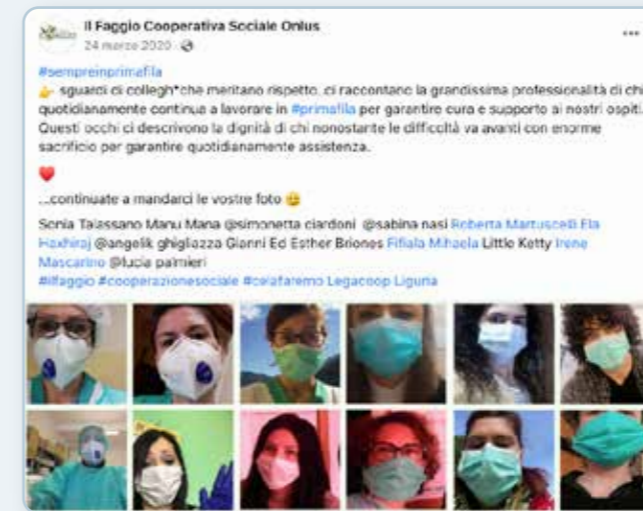 Il Faggio Cooperativa Sociale Onlus
24 marzo 2020
#sempreinprimafila
sguardi di collegh*che meritano rispetto..ci raccontano la grandissima professionalità di chi
quotidianamente continua a lavorare in #primafila per garantire cura e supporto ai nostri ospiti.
Questi occhi ci descrivono la dignità di chi nonostante le difficoltà va avanti con enorme
sacrificio per garantire quotidianamente assistenza.
...continuate a mandarci le vostre foto
Sonia Talassano Manu Mana @simonetta ciardoni @sabina nasi Roberta Martuscelli Ela
Haxhiraj @angelik ghigliazza Gianni Ed Esther Briones Fifiala Mihaela Little Ketty Irene
Mascarino @lucia palmieri
#ilfaggio #cooperazionesociale #celafaremo Legacoop Liguria